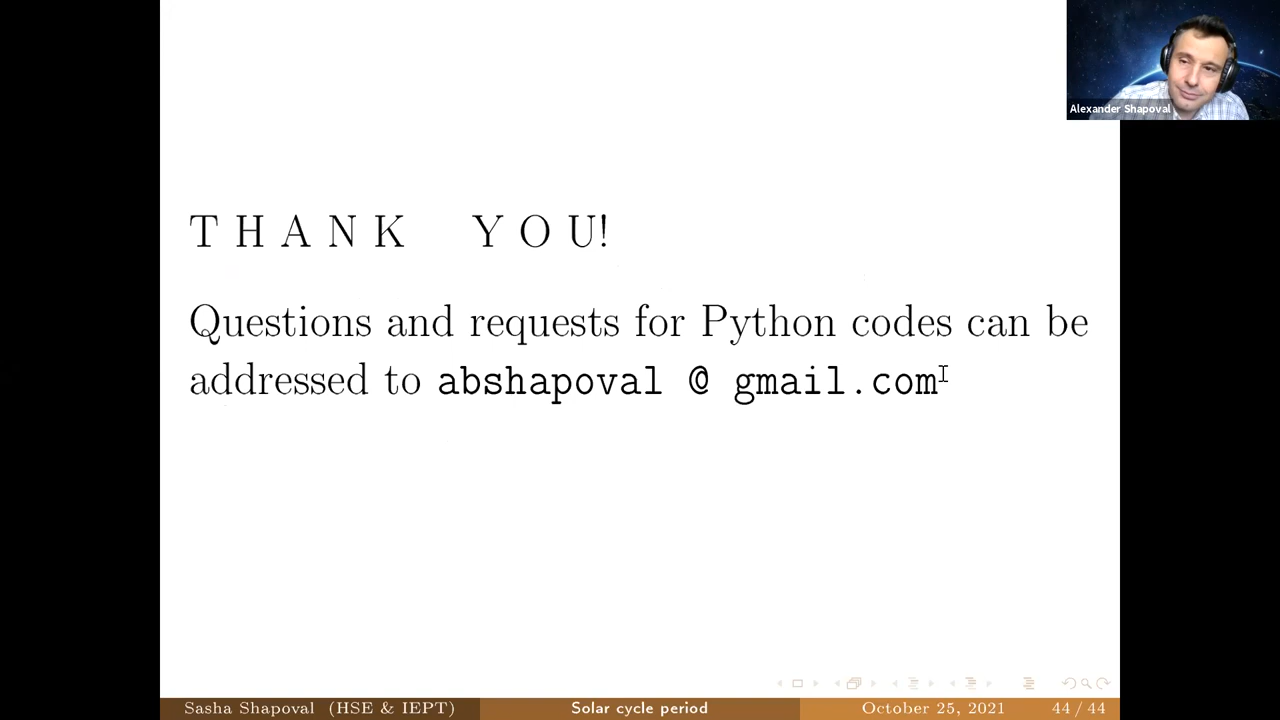 Alexander Shapoval
T H A N K Y O U!
Questions and requests for Python codes can be
addressed to abshapoval @ gmail.com
Sasha Shapoval (HSE & IEPT) Solar cycle period October 25, 2021 44 / 44